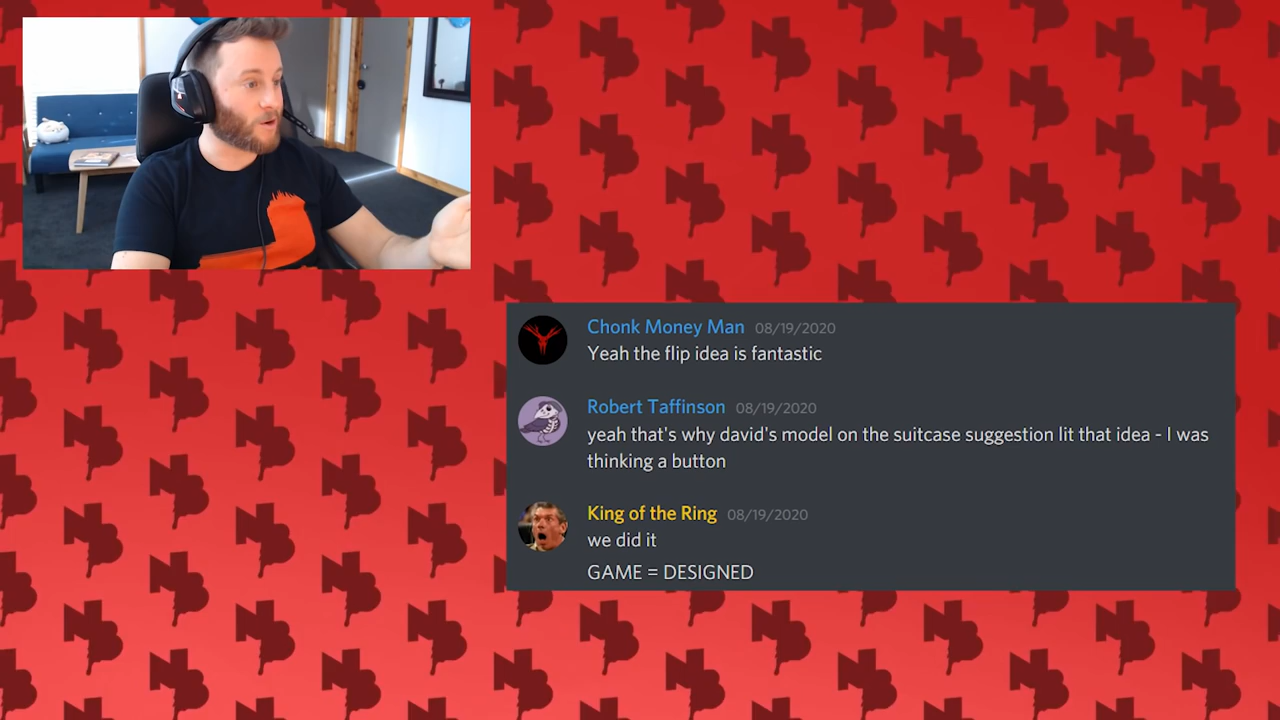 Chonk Money Man 08/19/2020
Yeah the flip idea is fantastic
Robert Taffinson 08/19/2020
yeah that's why david's model on the suitcase suggestion lit that idea - I was
thinking a button
King of the Ring 08/19/2020
we did it
GAME = DESIGNED